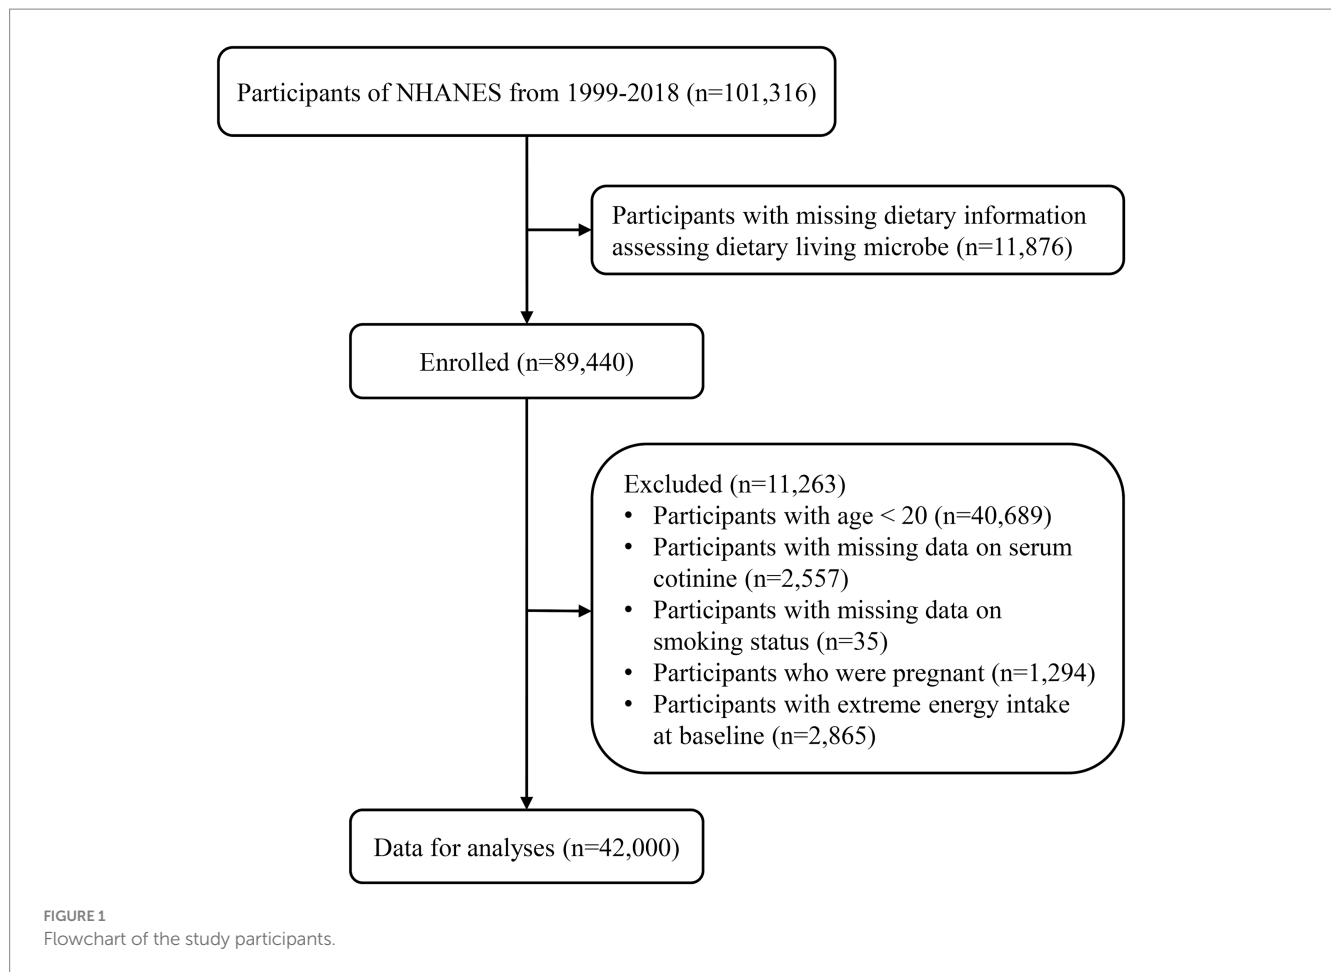 Participants of NHANES from 1999-2018 (n=101,316)
Participants with missing dietary information
assessing dietary living microbe (n=11,876)
Enrolled (n=89,440)
Excluded (n=11,263)
• Participants with age < 20 (n=40,689)
• Participants with missing data on serum
cotinine (n=2,557)
• Participants with missing data on
smoking status (n=35)
• Participants who were pregnant (n=1,294)
• Participants with extreme energy intake
at baseline (n=2,865)
Data for analyses (n=42,000)
FIGURE 1
Flowchart of the study participants.